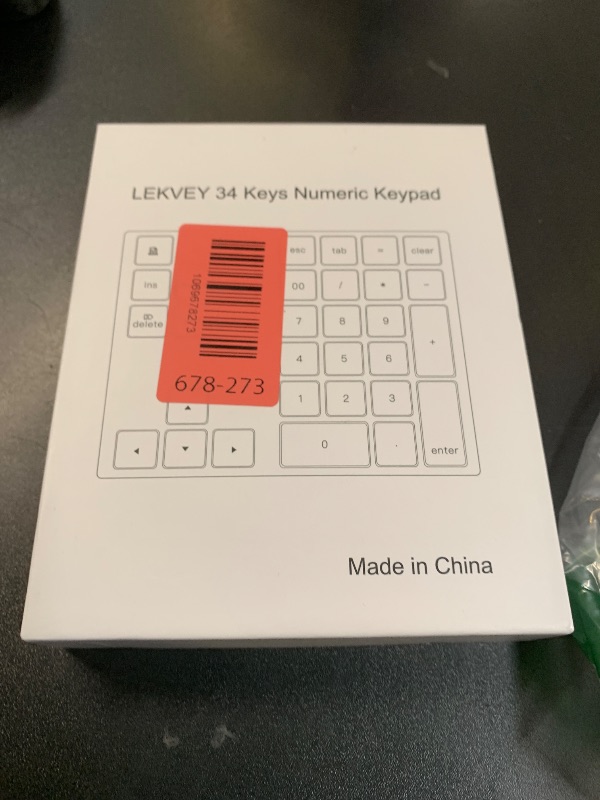 LEKVEY 34 Keys Numeric Keypad
esc tab = clear
ins
00 / * -
delete
7 8 9
+
4 5 6
1 2 3
0 .
enter
1069678273
678-273
Made in China